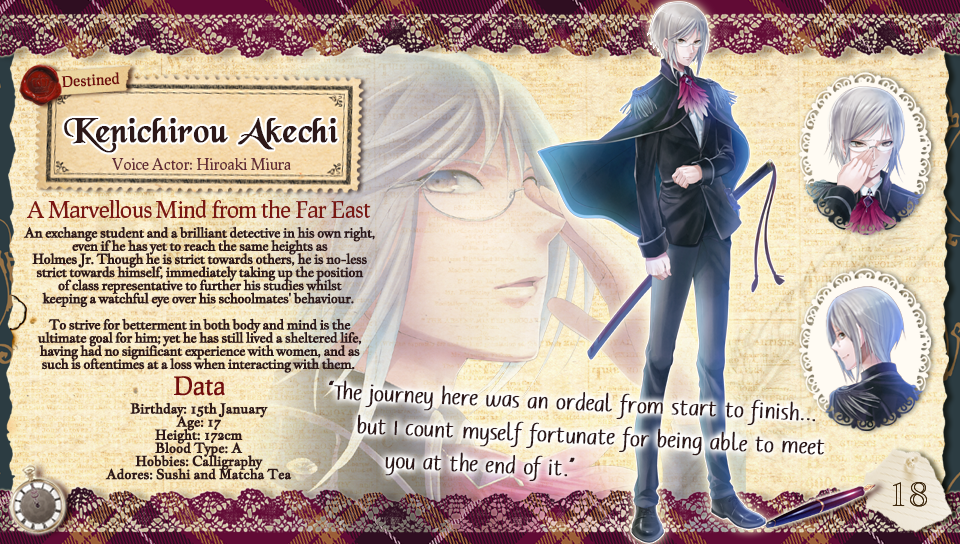 Destined
Kenichirou Akechi
Voice Actor: Hiroaki Miura
A Marvellous Mind from the Far East
An exchange student and a brilliant detective in his own right,
even if he has yet to reach the same heights as
Holmes Jr. Though he is strict towards others, he is no-less
strict towards himself, immediately taking up the position
of class representative to further his studies whilst
keeping a watchful eye over his schoolmates' behaviour.
To strive for betterment in both body and mind is the
ultimate goal for him; yet he has still lived a sheltered life,
having had no significant experience with women, and as
such is oftentimes at a loss when interacting with them.
Data
Birthday: 15th January
Age: 17
Height: 172cm
Blood Type: A
Hobbies: Calligraphy
Adores: Sushi and Matcha Tea
"The journey here was an ordeal from start to finish...
but I count myself fortunate for being able to meet
you at the end of it."
18